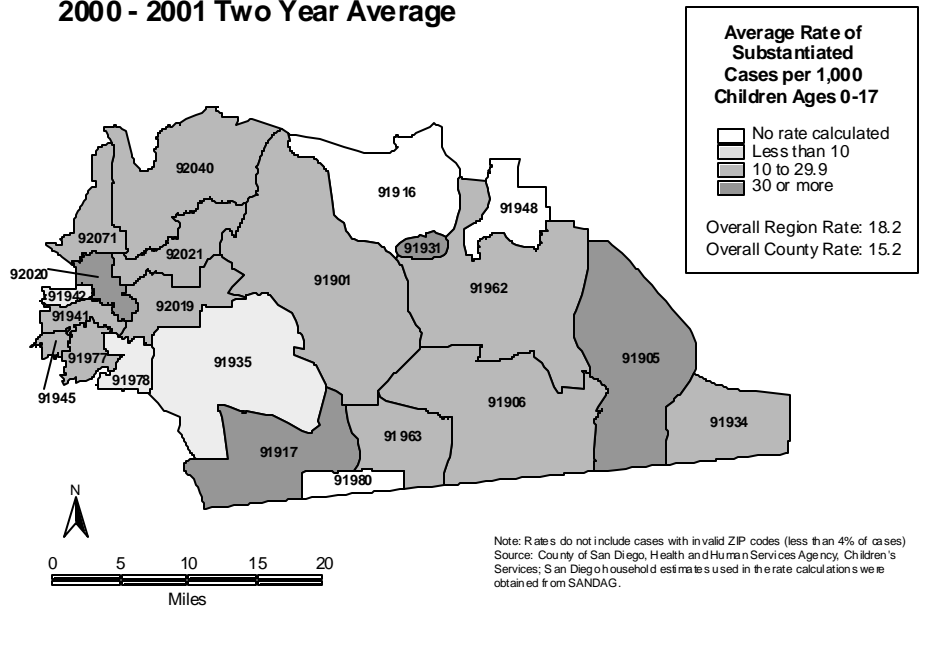 2000 - 2001 Two Year Average
Average Rate of
Substantiated
Cases per 1,000
Children Ages 0-17
No rate calculated
Less than 10
10 to 29.9
30 or more
Overall Region Rate: 18.2
Overall County Rate: 15.2
92040
91916
91948
92071
92021
91931
92020
91901
91962
91942
92019
91941
91977
91935
91905
91978
91945
91906
91934
91963
91917
91980
N
0 5 10 15 20
Miles
Note: Rates do not include cases with invalid ZIP codes (less than 4% of cases)
Source: County of San Diego, Health and Human Services Agency, Children's
Services; San Diego household estimates used in the rate calculations were
obtained from SANDAG.